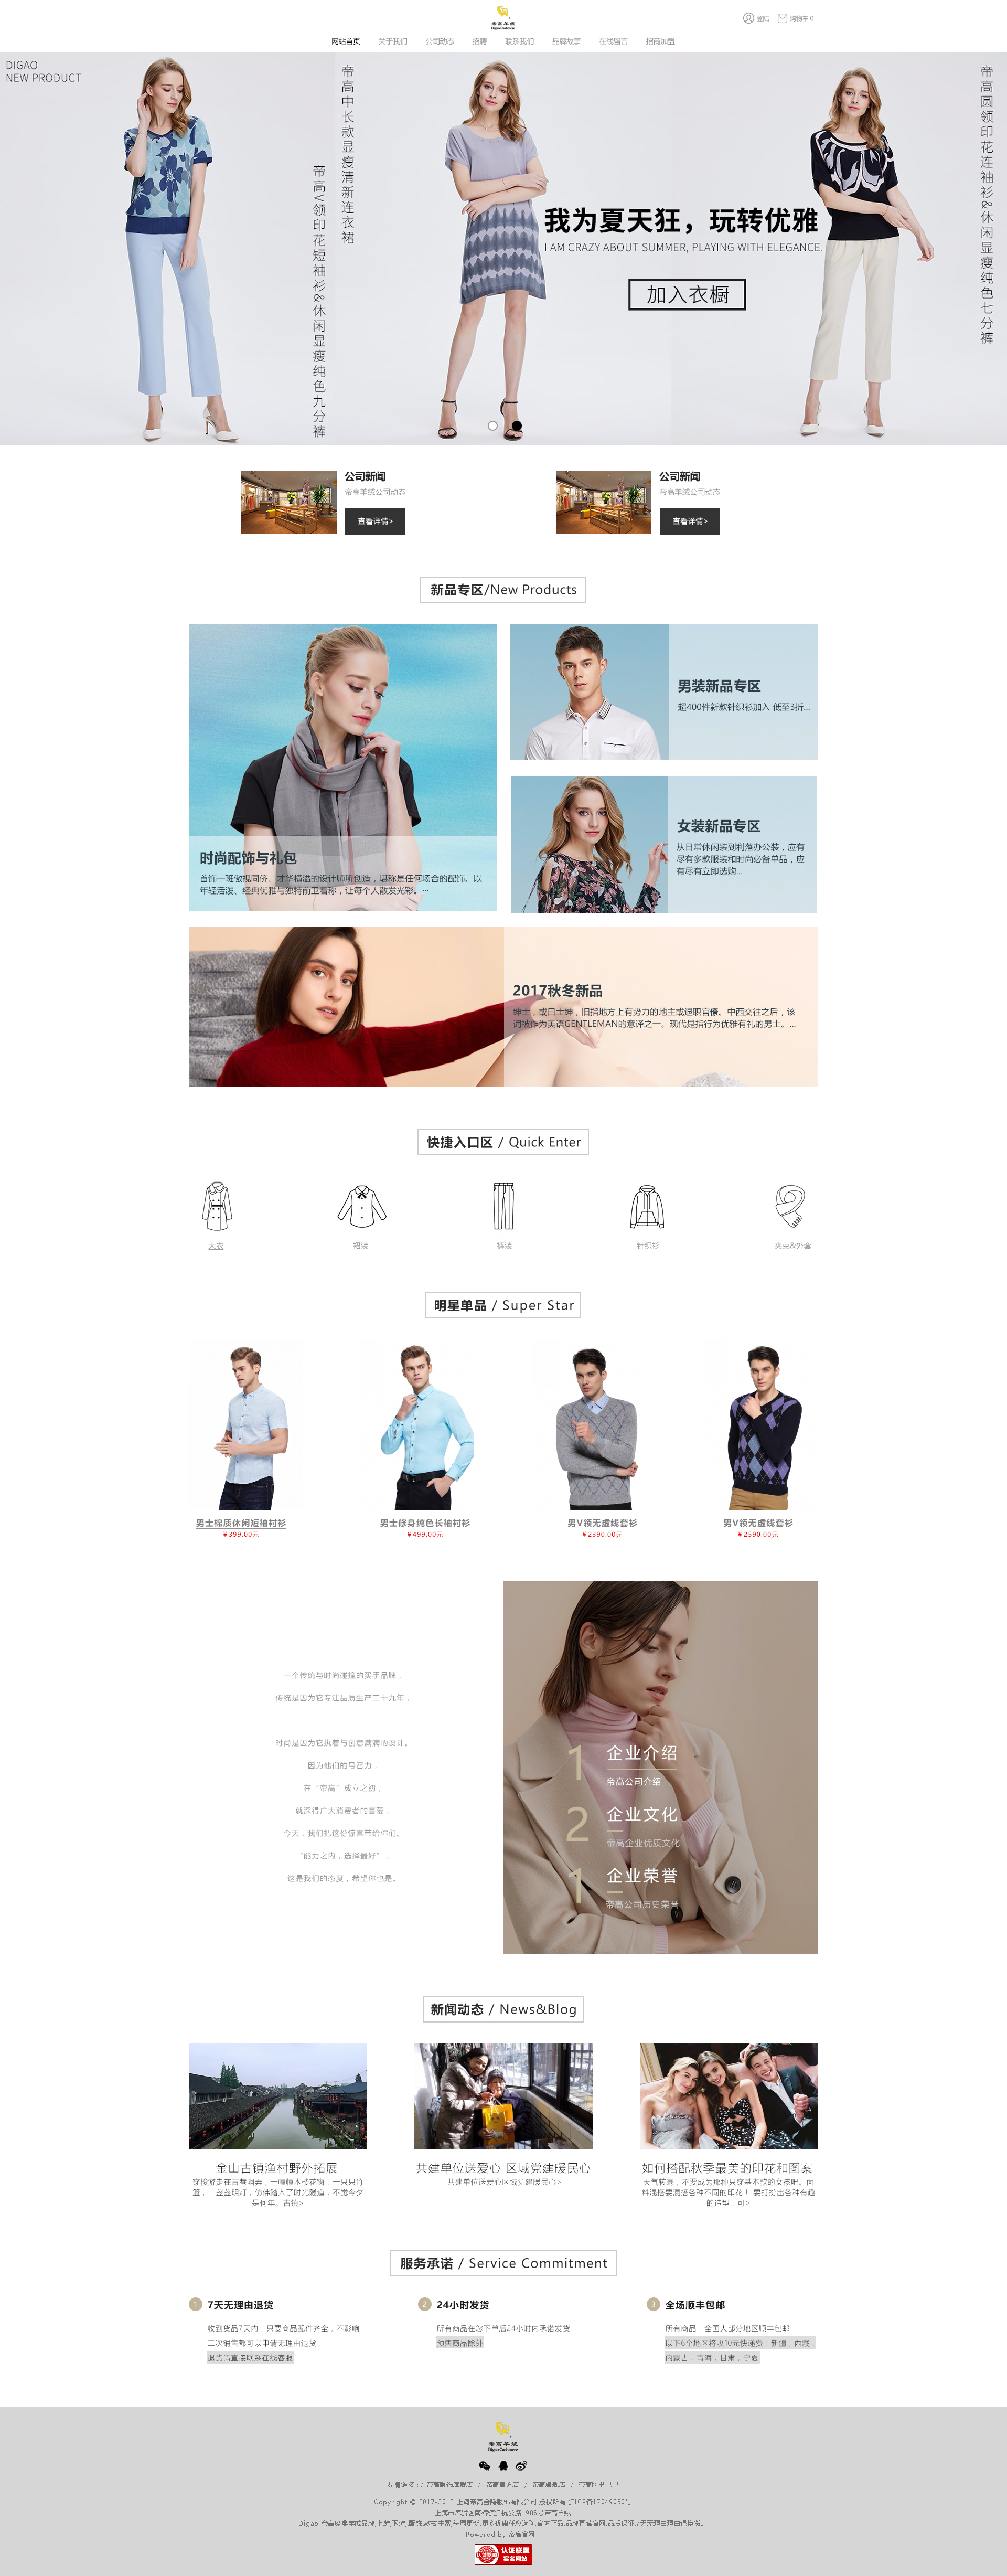 帝高羊绒
Digao Cashmere
登陆
购物车 0
网站首页 关于我们 公司动态 招聘 联系我们 品牌故事 在线留言 招商加盟
DIGAO
NEW PRODUCT
帝高V领印花短袖衫&休闲显瘦纯色九分裤
帝高中长款显瘦清新连衣裙
我为夏天狂，玩转优雅
I AM CRAZY ABOUT SUMMER, PLAYING WITH ELEGANCE.
加入衣橱
帝高圆领印花连袖衫&休闲显瘦纯色七分裤
公司新闻
帝高羊绒公司动态
查看详情>
公司新闻
帝高羊绒公司动态
查看详情>
新品专区/New Products
时尚配饰与礼包
首饰一班傲视同侪、才华横溢的设计师所创造，堪称是任何场合的配饰。以
年轻活泼、经典优雅与独特前卫着称，让每个人散发光彩。...
男装新品专区
超400件新款针织衫加入 低至3折...
女装新品专区
从日常休闲装到利落办公装，应有
尽有多款服装和时尚必备单品，应
有尽有立即选购...
2017秋冬新品
绅士，或曰士绅，旧指地方上有势力的地主或退职官僚。中西交往之后，该
词被作为英语GENTLEMAN的意译之一。现代是指行为优雅有礼的男士。...
快捷入口区 / Quick Enter
大衣 裙装 裤装 针织衫 夹克&外套
明星单品 / Super Star
男士棉质休闲短袖衬衫
¥399.00元
男士修身纯色长袖衬衫
¥499.00元
男V领无虚线套衫
¥2390.00元
男V领无虚线套衫
¥2590.00元
一个传统与时尚碰撞的买手品牌，
传统是因为它专注品质生产二十九年，
时尚是因为它执着与创意满满的设计。
因为他们的号召力，
在“帝高”成立之初，
就深得广大消费者的喜爱，
今天，我们把这份惊喜带给你们。
“能力之内，选择最好”，
这是我们的态度，希望你也是。
1 企业介绍
帝高公司介绍
2 企业文化
帝高企业优质文化
1 企业荣誉
帝高公司历史荣誉
新闻动态 / News&Blog
金山古镇渔村野外拓展
穿梭游走在古巷幽弄，一幢幢木楼花窗，一只只竹
篮，一盏盏明灯，仿佛踏入了时光隧道，不觉今夕
是何年。古镇>
共建单位送爱心 区域党建暖民心
共建单位送爱心区域党建暖民心>
如何搭配秋季最美的印花和图案
天气转寒，不要成为那种只穿基本款的女孩吧。面
料混搭要混搭各种不同的印花！ 要打扮出各种有趣
的造型，可>
服务承诺 / Service Commitment
1 7天无理由退货
收到货品7天内，只要商品配件齐全，不影响
二次销售都可以申请无理由退货
退货请直接联系在线客服
2 24小时发货
所有商品在您下单后24小时内承诺发货
预售商品除外
3 全场顺丰包邮
所有商品，全国大部分地区顺丰包邮
以下6个地区将收10元快递费：新疆，西藏，
内蒙古，青海，甘肃，宁夏
帝高羊绒
Digao Cashmere
友情链接：/ 帝高服饰旗舰店 / 帝高官方店 / 帝高旗舰店 / 帝高阿里巴巴
Copyright © 2017-2018 上海帝高金鳄服饰有限公司 版权所有 沪ICP备17049050号
上海市奉贤区南桥镇沪杭公路1986号帝高羊绒
Digao 帝高经典羊绒品牌,上装,下装,配饰,款式丰富,每周更新,更多优惠任您选购,官方正品,品牌直营官网,品质保证,7天无理由理由退换货。
Powered by 帝高官网
认证联盟
实名网站